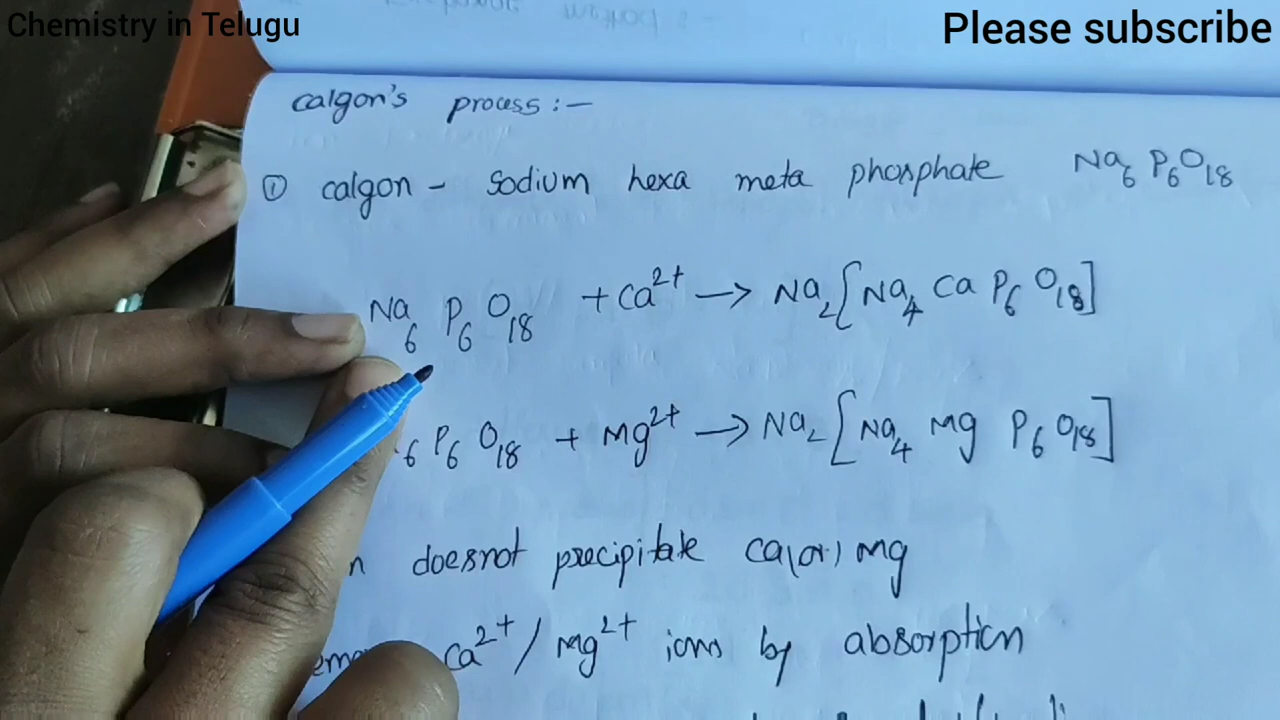 Chemistry in Telugu
Please subscribe
calgon's process :-
① calgon - sodium hexa meta phosphate Na₆ P₆O₁₈
Na₆ P₆ O₁₈ + Ca²⁺ → Na₂[Na₄ Ca P₆ O₁₈]
₆ P₆ O₁₈ + Mg²⁺ → Na₂ [Na₄ Mg P₆ O₁₈]
n doesnot precipitate Ca(or) Mg
Ca²⁺ / Mg²⁺ ions by absorption